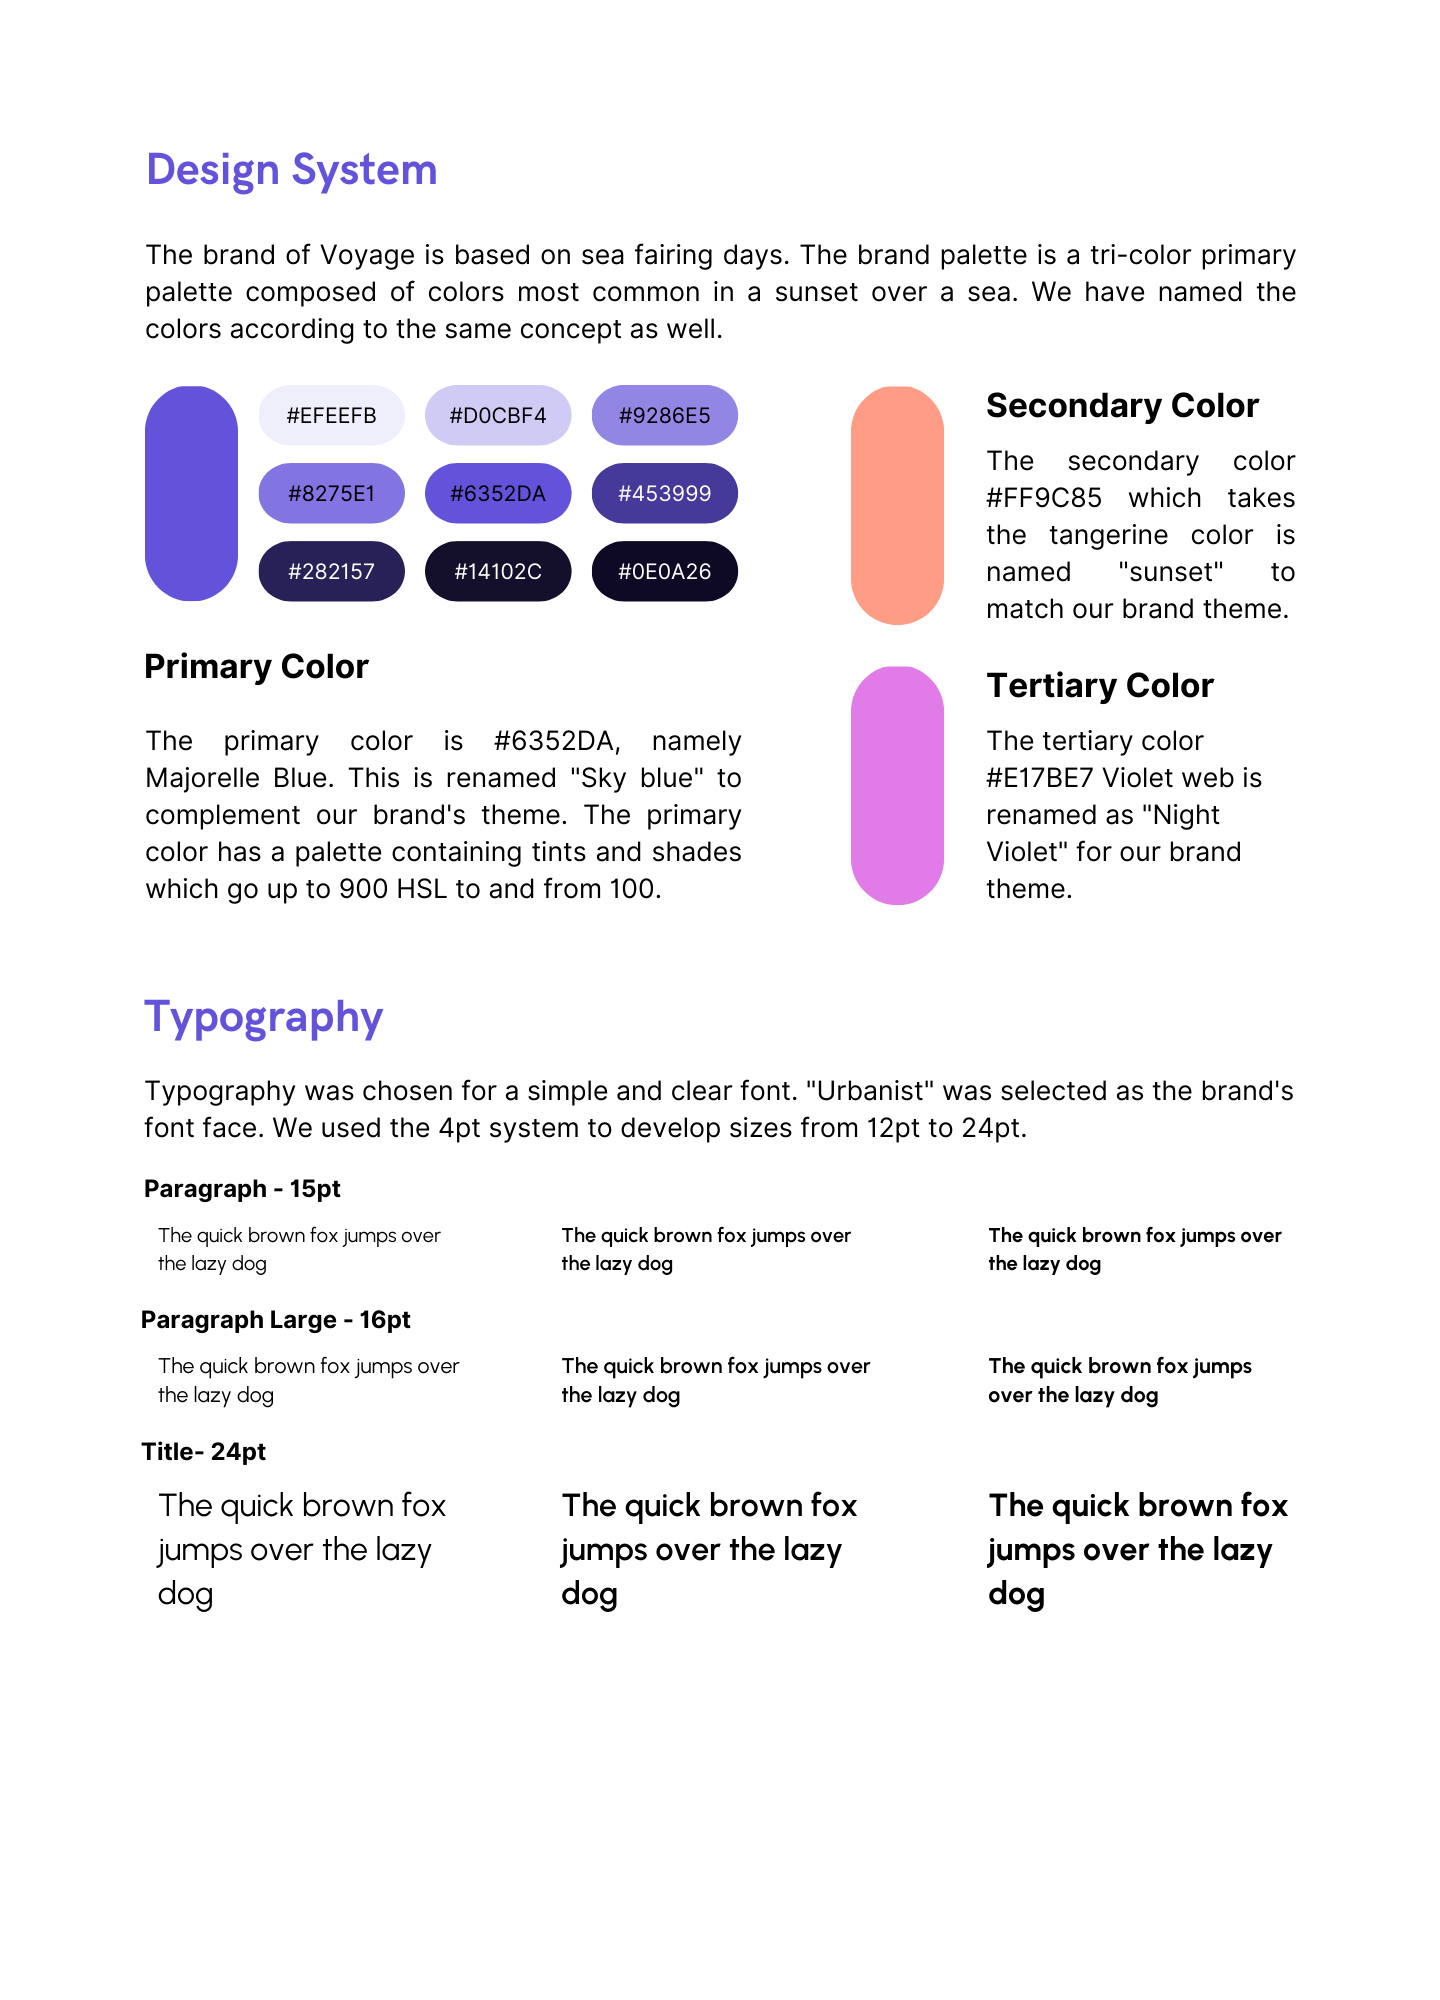 Design System
The brand of Voyage is based on sea fairing days. The brand palette is a tri-color primary
palette composed of colors most common in a sunset over a sea. We have named the
colors according to the same concept as well.
#EFEEFB #D0CBF4 #9286E5
#8275E1 #6352DA #453999
#282157 #14102C #0E0A26
Primary Color
The primary color is #6352DA, namely
Majorelle Blue. This is renamed "Sky blue" to
complement our brand's theme. The primary
color has a palette containing tints and shades
which go up to 900 HSL to and from 100.
Secondary Color
The secondary color
#FF9C85 which takes
the tangerine color is
named "sunset" to
match our brand theme.
Tertiary Color
The tertiary color
#E17BE7 Violet web is
renamed as "Night
Violet" for our brand
theme.
Typography
Typography was chosen for a simple and clear font. "Urbanist" was selected as the brand's
font face. We used the 4pt system to develop sizes from 12pt to 24pt.
Paragraph - 15pt
The quick brown fox jumps over
the lazy dog
The quick brown fox jumps over
the lazy dog
The quick brown fox jumps over
the lazy dog
Paragraph Large - 16pt
The quick brown fox jumps over
the lazy dog
The quick brown fox jumps over
the lazy dog
The quick brown fox jumps
over the lazy dog
Title- 24pt
The quick brown fox
jumps over the lazy
dog
The quick brown fox
jumps over the lazy
dog
The quick brown fox
jumps over the lazy
dog